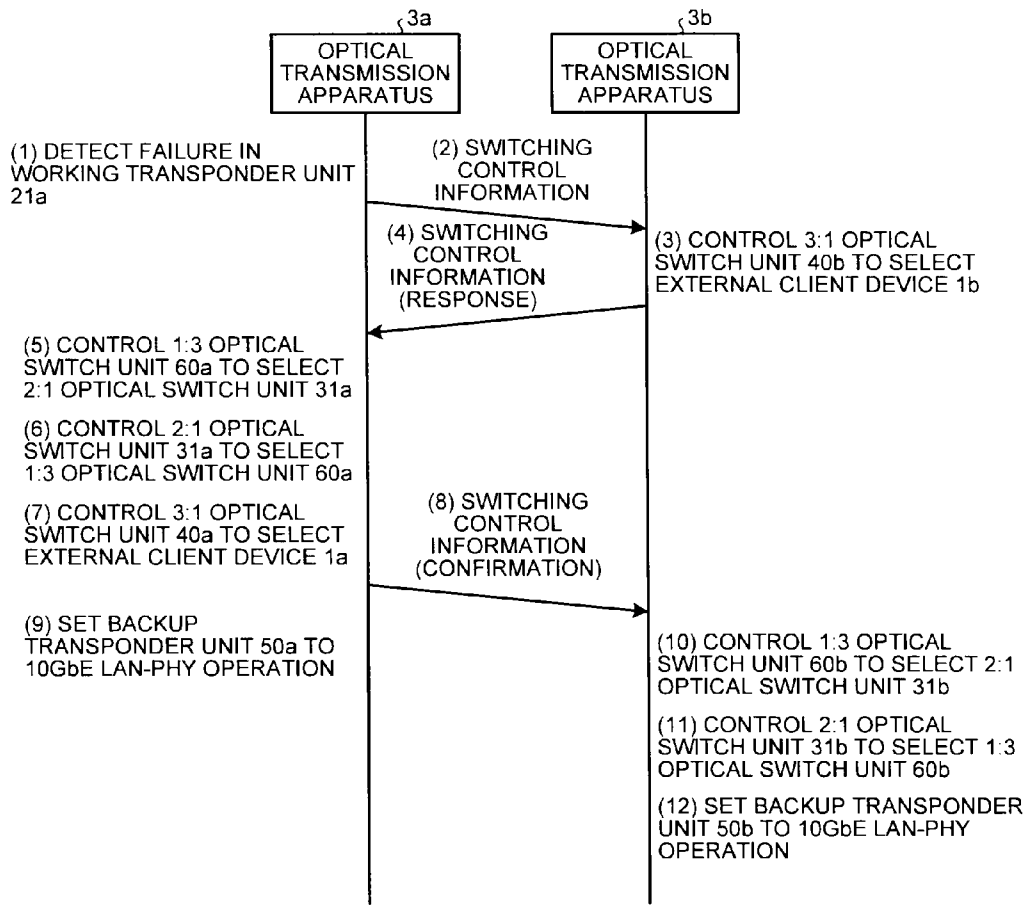 3a
3b
OPTICAL
TRANSMISSION
APPARATUS
OPTICAL
TRANSMISSION
APPARATUS
(1) DETECT FAILURE IN
WORKING TRANSPONDER UNIT
21a
(2) SWITCHING
CONTROL
INFORMATION
(3) CONTROL 3:1 OPTICAL
SWITCH UNIT 40b TO SELECT
EXTERNAL CLIENT DEVICE 1b
(4) SWITCHING
CONTROL
INFORMATION
(RESPONSE)
(5) CONTROL 1:3 OPTICAL
SWITCH UNIT 60a TO SELECT
2:1 OPTICAL SWITCH UNIT 31a
(6) CONTROL 2:1 OPTICAL
SWITCH UNIT 31a TO SELECT
1:3 OPTICAL SWITCH UNIT 60a
(7) CONTROL 3:1 OPTICAL
SWITCH UNIT 40a TO SELECT
EXTERNAL CLIENT DEVICE 1a
(8) SWITCHING
CONTROL
INFORMATION
(CONFIRMATION)
(9) SET BACKUP
TRANSPONDER UNIT 50a TO
10GbE LAN-PHY OPERATION
(10) CONTROL 1:3 OPTICAL
SWITCH UNIT 60b TO SELECT 2:1
OPTICAL SWITCH UNIT 31b
(11) CONTROL 2:1 OPTICAL
SWITCH UNIT 31b TO SELECT 1:3
OPTICAL SWITCH UNIT 60b
(12) SET BACKUP TRANSPONDER
UNIT 50b TO 10GbE LAN-PHY
OPERATION